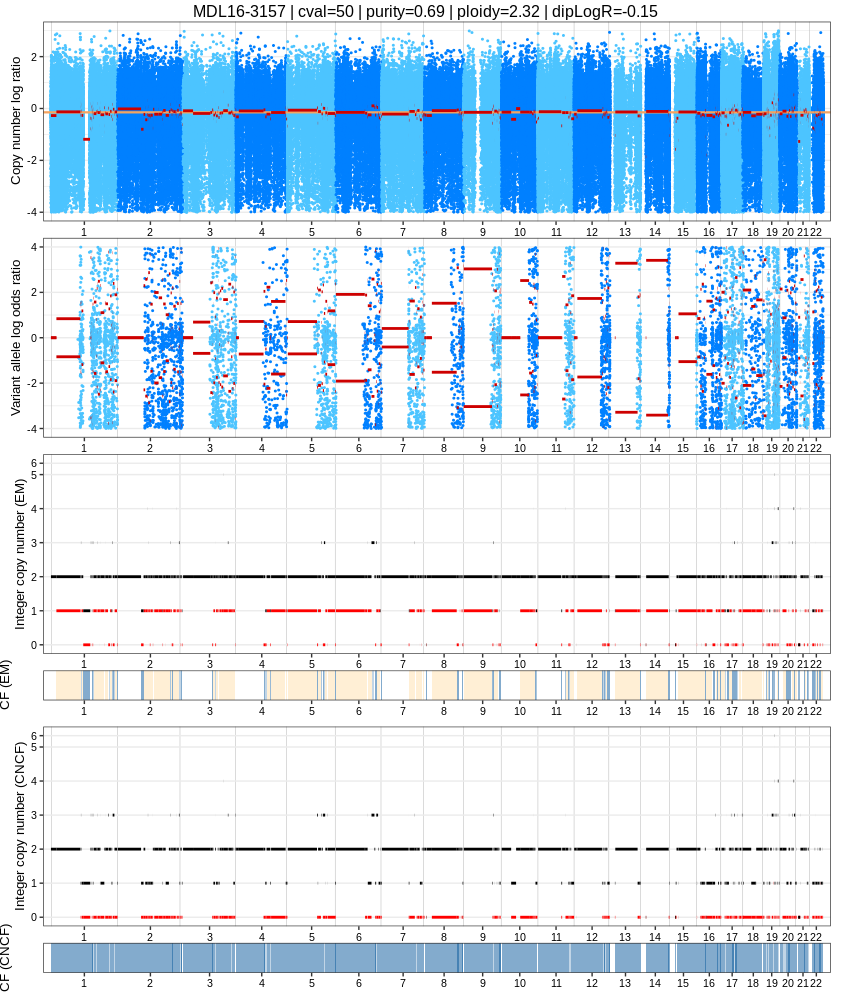 MDL16-3157 | cval=50 | purity=0.69 | ploidy=2.32 | dipLogR=-0.15
Copy number log ratio
2
0
-2
-4
1 2 3 4 5 6 7 8 9 10 11 12 13 14 15 16 17 18 19 20 21 22
Variant allele log odds ratio
4
2
0
-2
-4
1 2 3 4 5 6 7 8 9 10 11 12 13 14 15 16 17 18 19 20 21 22
Integer copy number (EM)
6
5
4
3
2
1
0
1 2 3 4 5 6 7 8 9 10 11 12 13 14 15 16 17 18 19 20 21 22
CF (EM)
1 2 3 4 5 6 7 8 9 10 11 12 13 14 15 16 17 18 19 20 21 22
Integer copy number (CNCF)
6
5
4
3
2
1
0
1 2 3 4 5 6 7 8 9 10 11 12 13 14 15 16 17 18 19 20 21 22
CF (CNCF)
1 2 3 4 5 6 7 8 9 10 11 12 13 14 15 16 17 18 19 20 21 22